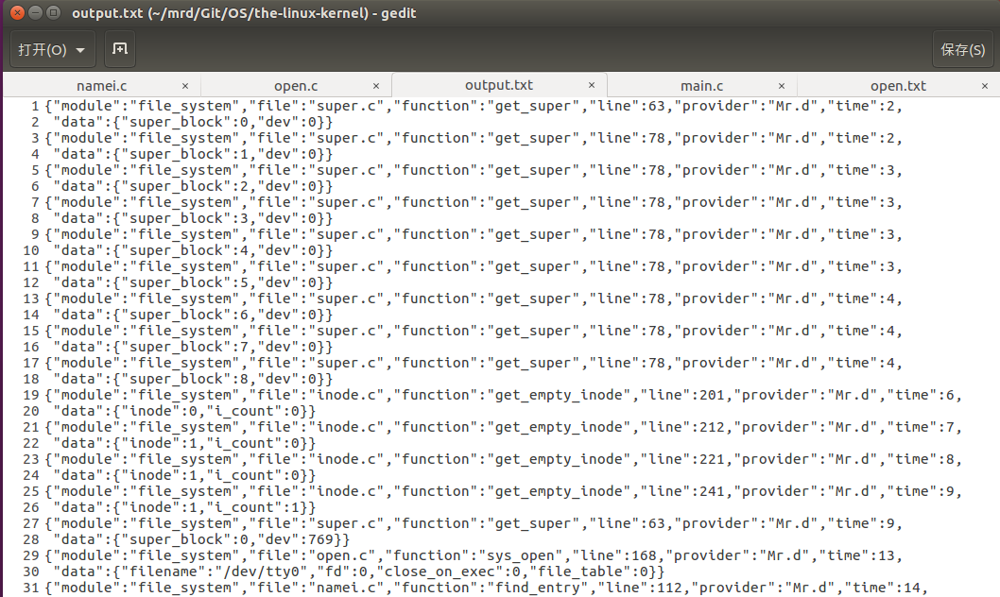 output.txt (~/mrd/Git/OS/the-linux-kernel) - gedit
打开(O)
保存(S)
namei.c × open.c × output.txt × main.c × open.txt ×
1 {"module":"file_system","file":"super.c","function":"get_super","line":63,"provider":"Mr.d","time":2,
2 "data":{"super_block":0,"dev":0}}
3 {"module":"file_system","file":"super.c","function":"get_super","line":78,"provider":"Mr.d","time":2,
4 "data":{"super_block":1,"dev":0}}
5 {"module":"file_system","file":"super.c","function":"get_super","line":78,"provider":"Mr.d","time":3,
6 "data":{"super_block":2,"dev":0}}
7 {"module":"file_system","file":"super.c","function":"get_super","line":78,"provider":"Mr.d","time":3,
8 "data":{"super_block":3,"dev":0}}
9 {"module":"file_system","file":"super.c","function":"get_super","line":78,"provider":"Mr.d","time":3,
10 "data":{"super_block":4,"dev":0}}
11 {"module":"file_system","file":"super.c","function":"get_super","line":78,"provider":"Mr.d","time":3,
12 "data":{"super_block":5,"dev":0}}
13 {"module":"file_system","file":"super.c","function":"get_super","line":78,"provider":"Mr.d","time":4,
14 "data":{"super_block":6,"dev":0}}
15 {"module":"file_system","file":"super.c","function":"get_super","line":78,"provider":"Mr.d","time":4,
16 "data":{"super_block":7,"dev":0}}
17 {"module":"file_system","file":"super.c","function":"get_super","line":78,"provider":"Mr.d","time":4,
18 "data":{"super_block":8,"dev":0}}
19 {"module":"file_system","file":"inode.c","function":"get_empty_inode","line":201,"provider":"Mr.d","time":6,
20 "data":{"inode":0,"i_count":0}}
21 {"module":"file_system","file":"inode.c","function":"get_empty_inode","line":212,"provider":"Mr.d","time":7,
22 "data":{"inode":1,"i_count":0}}
23 {"module":"file_system","file":"inode.c","function":"get_empty_inode","line":221,"provider":"Mr.d","time":8,
24 "data":{"inode":1,"i_count":0}}
25 {"module":"file_system","file":"inode.c","function":"get_empty_inode","line":241,"provider":"Mr.d","time":9,
26 "data":{"inode":1,"i_count":1}}
27 {"module":"file_system","file":"super.c","function":"get_super","line":63,"provider":"Mr.d","time":9,
28 "data":{"super_block":0,"dev":769}}
29 {"module":"file_system","file":"open.c","function":"sys_open","line":168,"provider":"Mr.d","time":13,
30 "data":{"filename":"/dev/tty0","fd":0,"close_on_exec":0,"file_table":0}}
31 {"module":"file_system","file":"namei.c","function":"find_entry","line":112,"provider":"Mr.d","time":14,